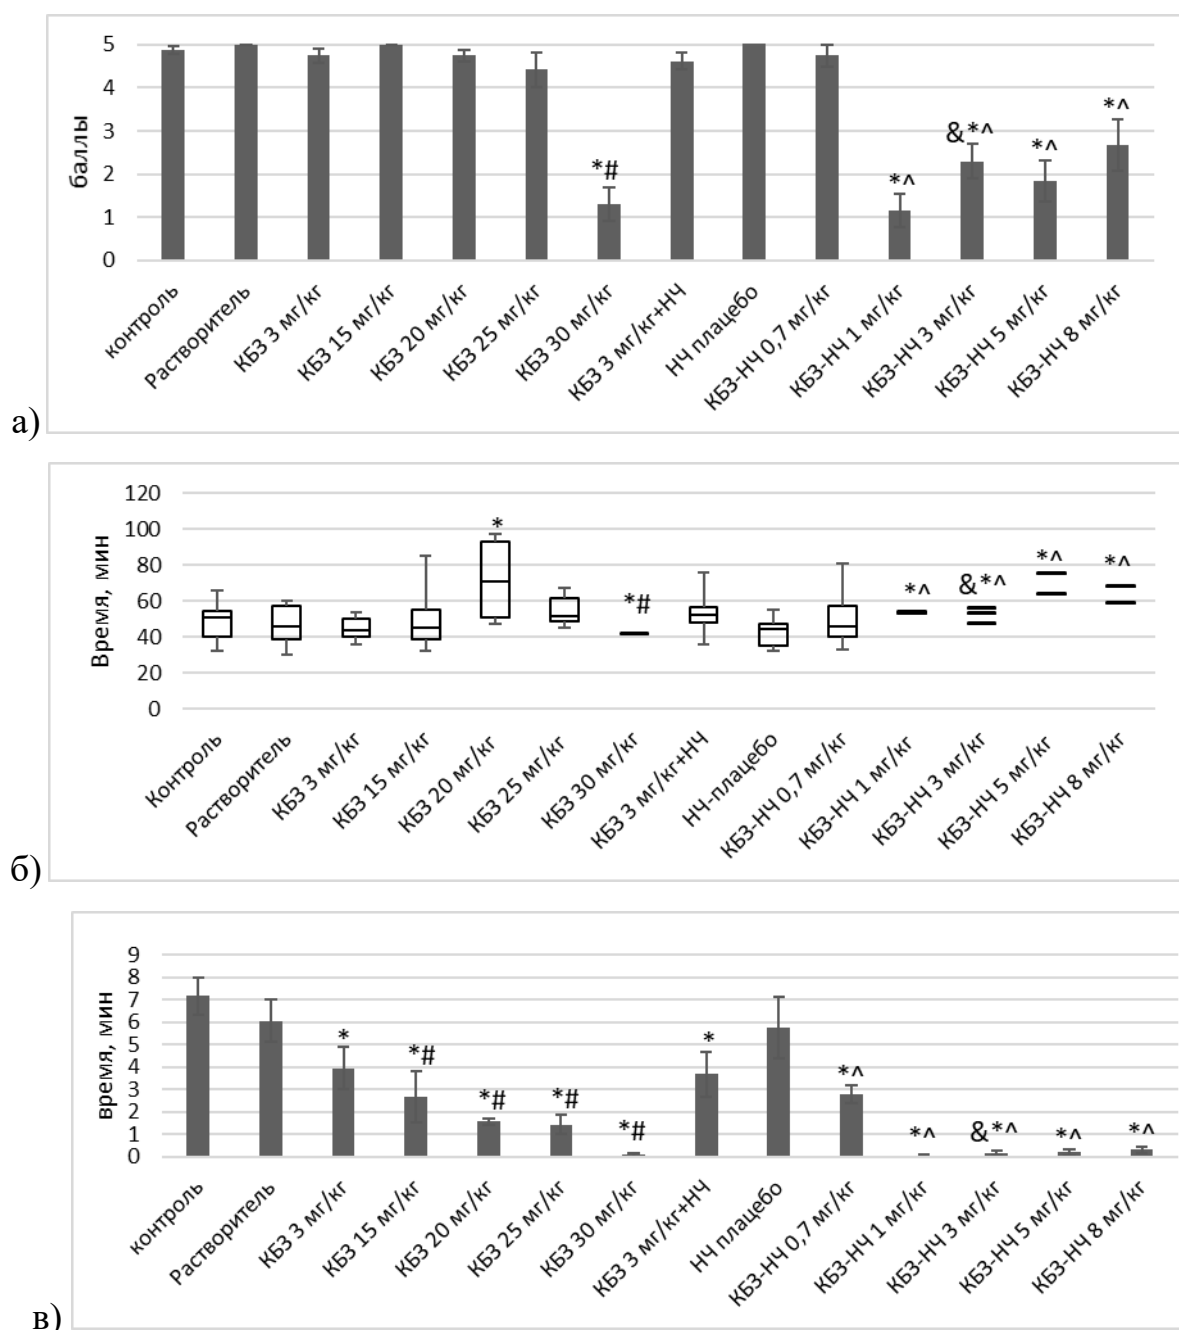 5
4
3
2
1
0
баллы
*#
*^
&*^
*^
*^
контроль
Растворитель
КБЗ 3 мг/кг
КБЗ 15 мг/кг
КБЗ 20 мг/кг
КБЗ 25 мг/кг
КБЗ 30 мг/кг
КБЗ 3 мг/кг+НЧ
НЧ плацебо
КБЗ-НЧ 0,7 мг/кг
КБЗ-НЧ 1 мг/кг
КБЗ-НЧ 3 мг/кг
КБЗ-НЧ 5 мг/кг
КБЗ-НЧ 8 мг/кг
а)
120
100
80
60
40
20
0
Время, мин
*
*#
*^
&*^
*^
*^
Контроль
Растворитель
КБЗ 3 мг/кг
КБЗ 15 мг/кг
КБЗ 20 мг/кг
КБЗ 25 мг/кг
КБЗ 30 мг/кг
КБЗ 3 мг/кг+НЧ
НЧ-плацебо
КБЗ-НЧ 0,7 мг/кг
КБЗ-НЧ 1 мг/кг
КБЗ-НЧ 3 мг/кг
КБЗ-НЧ 5 мг/кг
КБЗ-НЧ 8 мг/кг
б)
9
8
7
6
5
4
3
2
1
0
время, мин
*
*#
*#
*#
*#
*
*^
*^
&*^
*^
*^
контроль
Растворитель
КБЗ 3 мг/кг
КБЗ 15 мг/кг
КБЗ 20 мг/кг
КБЗ 25 мг/кг
КБЗ 30 мг/кг
КБЗ 3 мг/кг+НЧ
НЧ плацебо
КБЗ-НЧ 0,7 мг/кг
КБЗ-НЧ 1 мг/кг
КБЗ-НЧ 3 мг/кг
КБЗ-НЧ 5 мг/кг
КБЗ-НЧ 8 мг/кг
в)